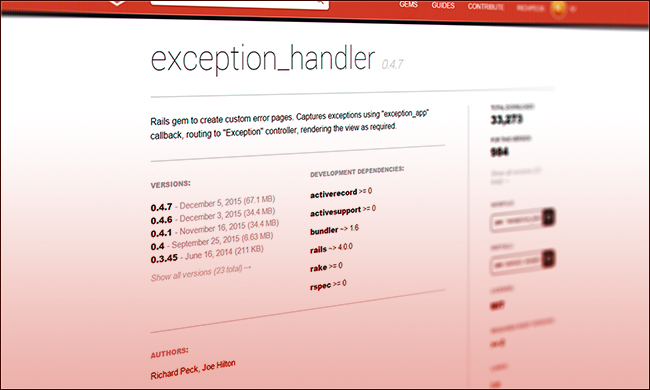 GEMS GUIDES CONTRIBUTE
exception_handler 0.4.7
Rails gem to create custom error pages. Captures exceptions using "exception_app"
callback, routing to "Exception" controller, rendering the view as required.
TOTAL DOWNLOADS
33,273
FOR THIS VERSION
984
VERSIONS:
0.4.7 - December 5, 2015 (67.1 MB)
0.4.6 - December 3, 2015 (34.4 MB)
0.4.1 - November 16, 2015 (34.4 MB)
0.4 - September 25, 2015 (6.63 MB)
0.3.45 - June 16, 2014 (211 KB)
Show all versions (23 total) →
DEVELOPMENT DEPENDENCIES:
activerecord >= 0
activesupport >= 0
bundler ~> 1.6
rails ~> 4.0.0
rake >= 0
rspec >= 0
AUTHORS:
Richard Peck, Joe Hilton